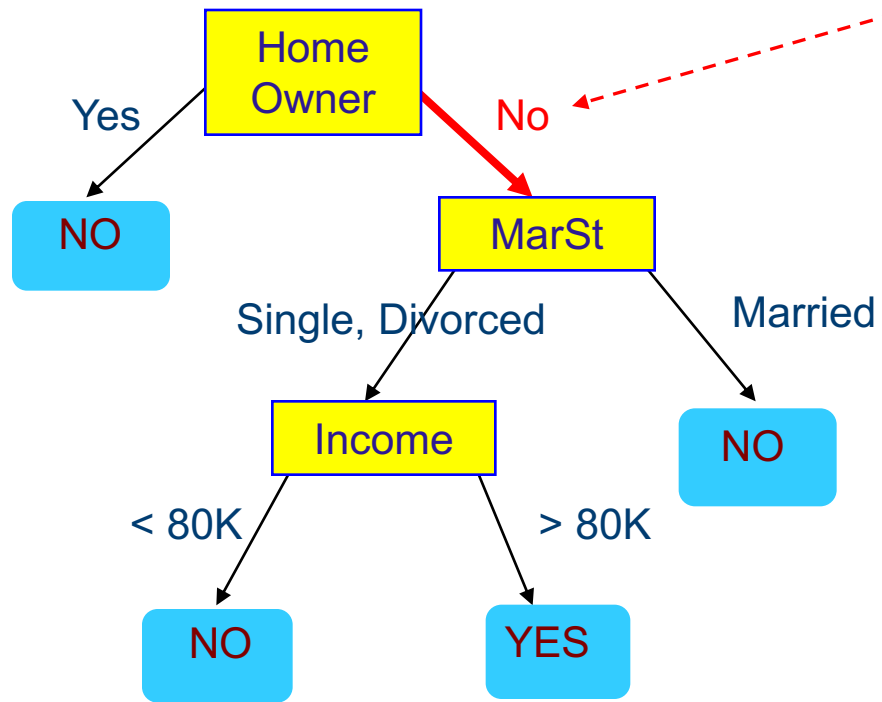 Home
Owner
Yes
No
NO
MarSt
Single, Divorced
Married
Income
NO
< 80K
> 80K
NO
YES